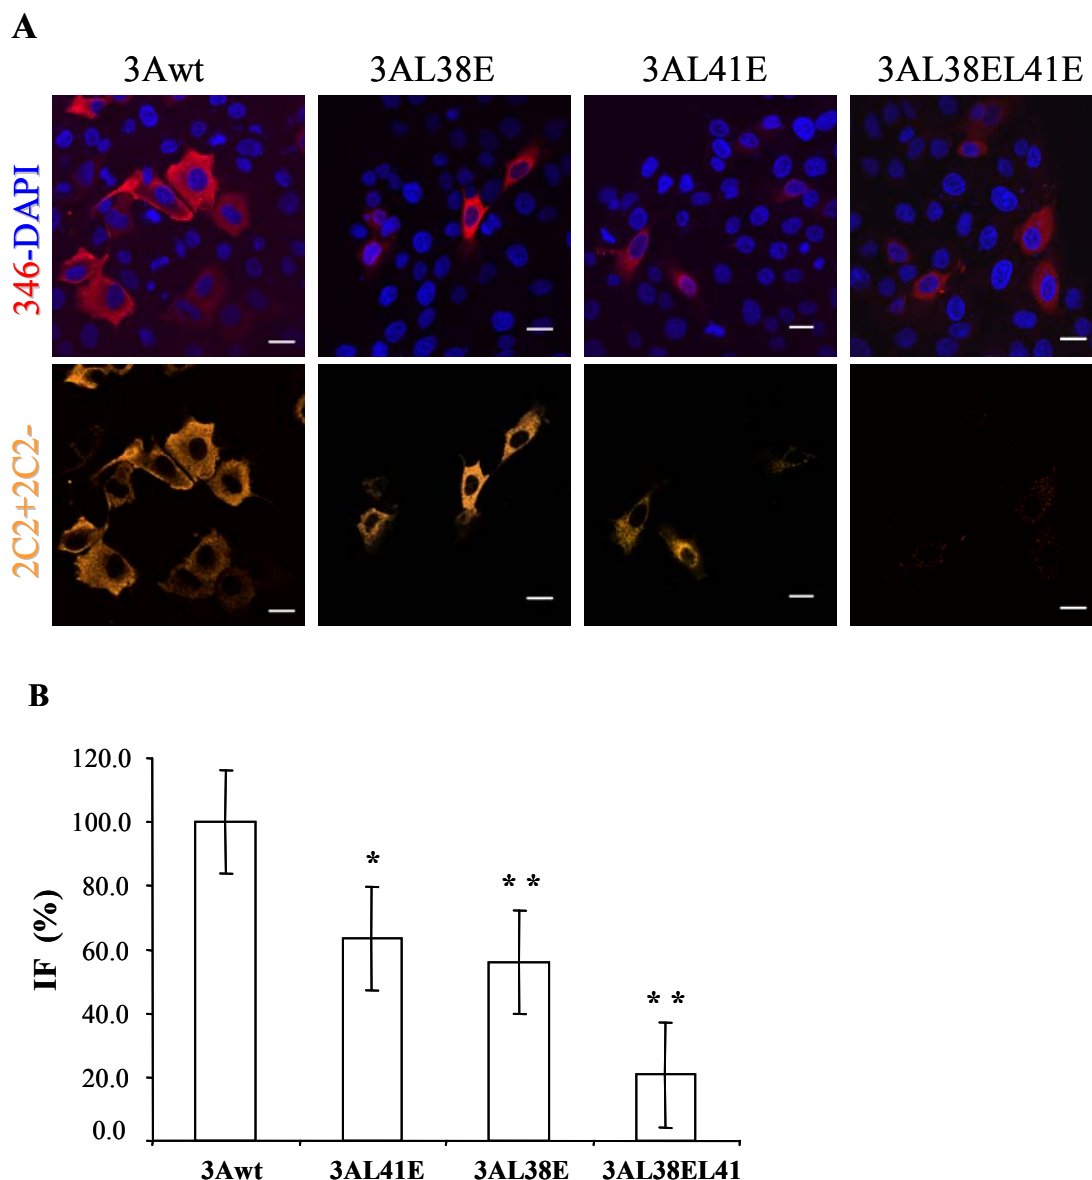 A
3Awt 3AL38E 3AL41E 3AL38EL41E
346-DAPI
2C2+2C2-
B
120.0
100.0
80.0
60.0
40.0
20.0
0.0
IF (%)
*
* *
* *
3Awt 3AL41E 3AL38E 3AL38EL41